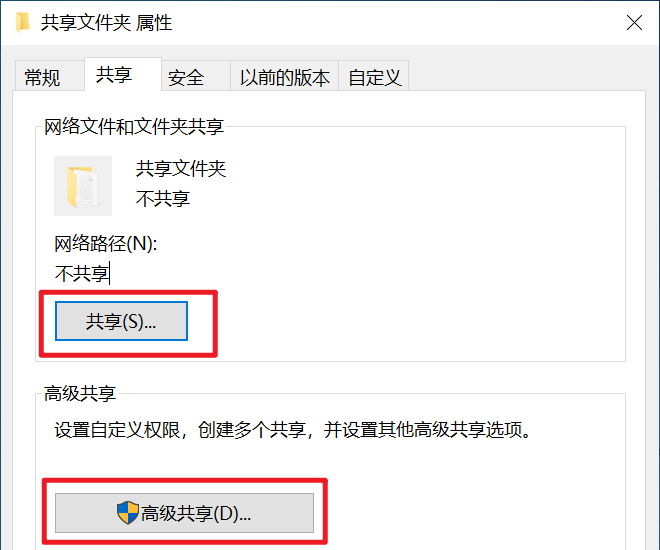 共享文件夹 属性
常规 共享 安全 以前的版本 自定义
网络文件和文件夹共享
共享文件夹
不共享
网络路径(N):
不共享
共享(S)...
高级共享
设置自定义权限，创建多个共享，并设置其他高级共享选项。
高级共享(D)...